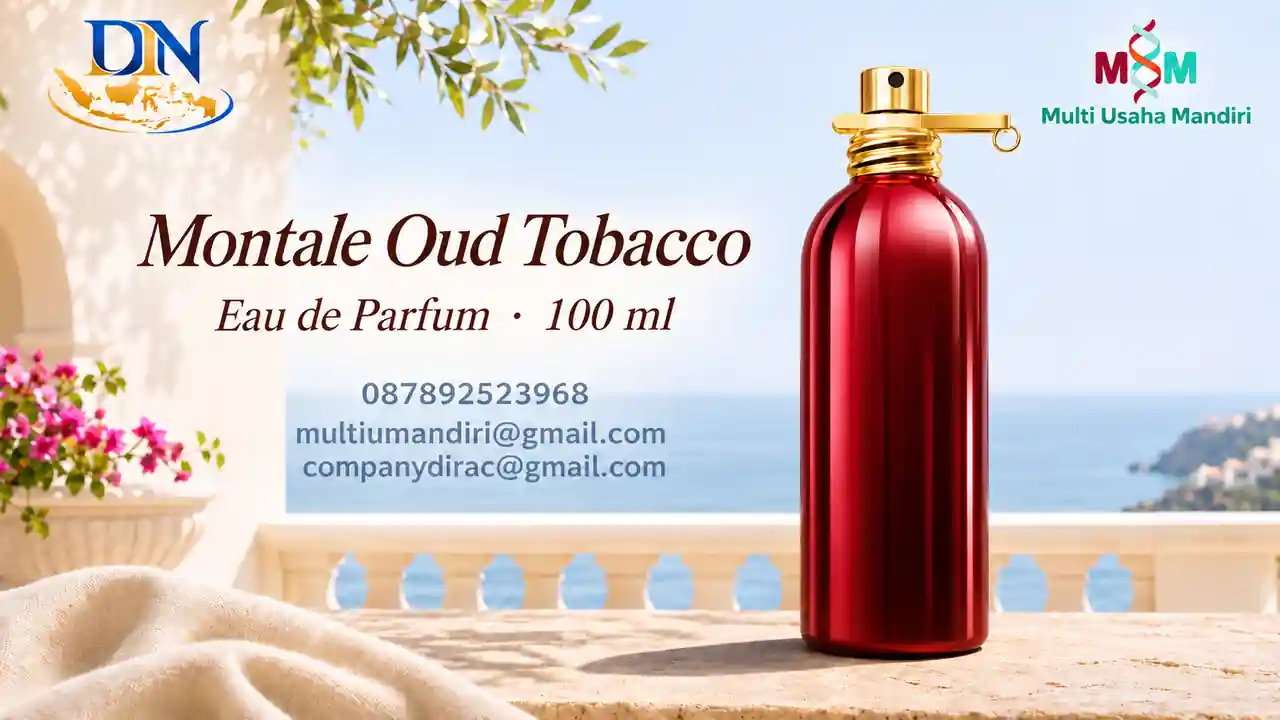 DIN
MSM
Multi Usaha Mandiri
Montale Oud Tobacco
Eau de Parfum · 100 ml
087892523968
multiumandiri@gmail.com
companydirac@gmail.com